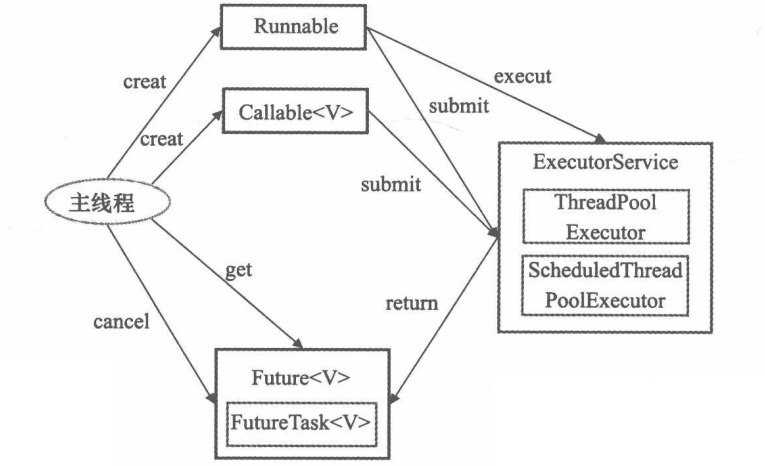 Runnable
execut
creat
submit
Callable<V>
creat
ExecutorService
submit
ThreadPool
Executor
主线程
ScheduledThread
PoolExecutor
get
return
cancel
Future<V>
FutureTask<V>